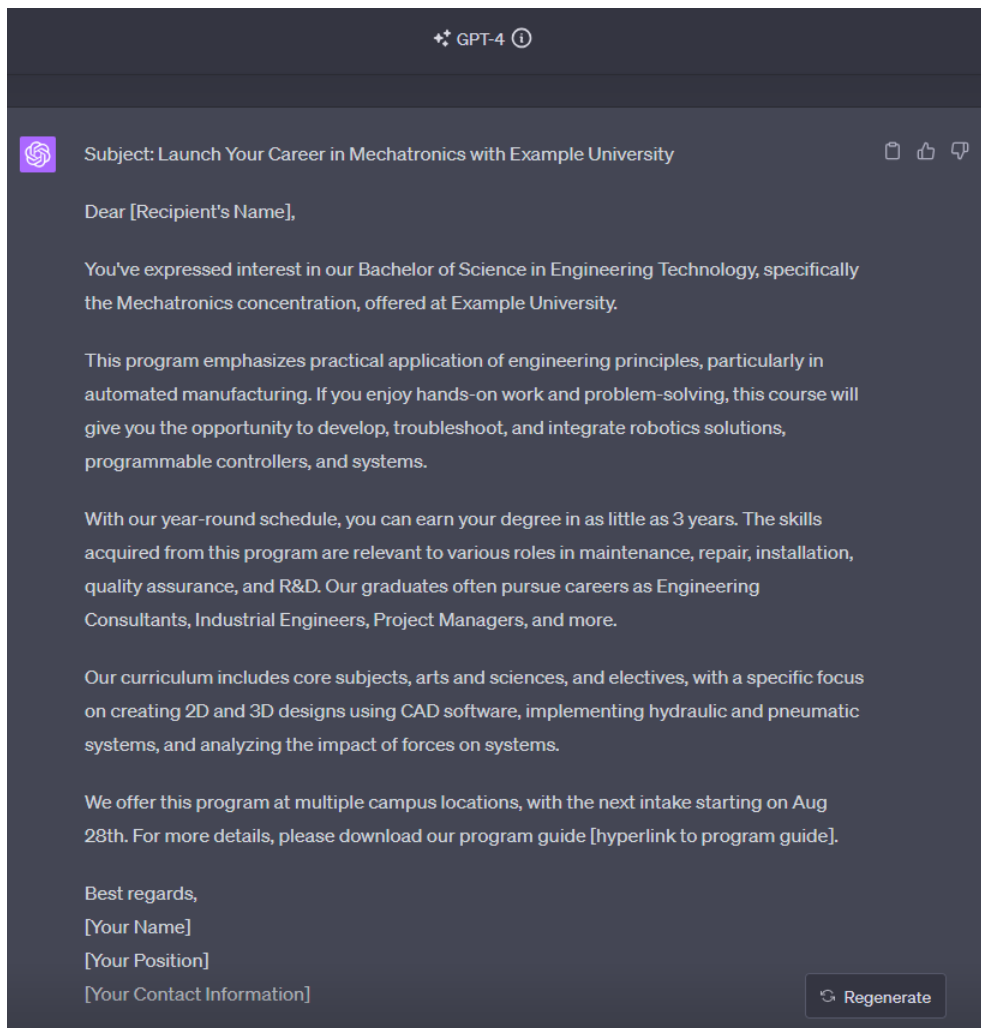 GPT-4
Subject: Launch Your Career in Mechatronics with Example University
Dear [Recipient's Name],
You've expressed interest in our Bachelor of Science in Engineering Technology, specifically
the Mechatronics concentration, offered at Example University.
This program emphasizes practical application of engineering principles, particularly in
automated manufacturing. If you enjoy hands-on work and problem-solving, this course will
give you the opportunity to develop, troubleshoot, and integrate robotics solutions,
programmable controllers, and systems.
With our year-round schedule, you can earn your degree in as little as 3 years. The skills
acquired from this program are relevant to various roles in maintenance, repair, installation,
quality assurance, and R&D. Our graduates often pursue careers as Engineering
Consultants, Industrial Engineers, Project Managers, and more.
Our curriculum includes core subjects, arts and sciences, and electives, with a specific focus
on creating 2D and 3D designs using CAD software, implementing hydraulic and pneumatic
systems, and analyzing the impact of forces on systems.
We offer this program at multiple campus locations, with the next intake starting on Aug
28th. For more details, please download our program guide [hyperlink to program guide].
Best regards,
[Your Name]
[Your Position]
[Your Contact Information]
Regenerate